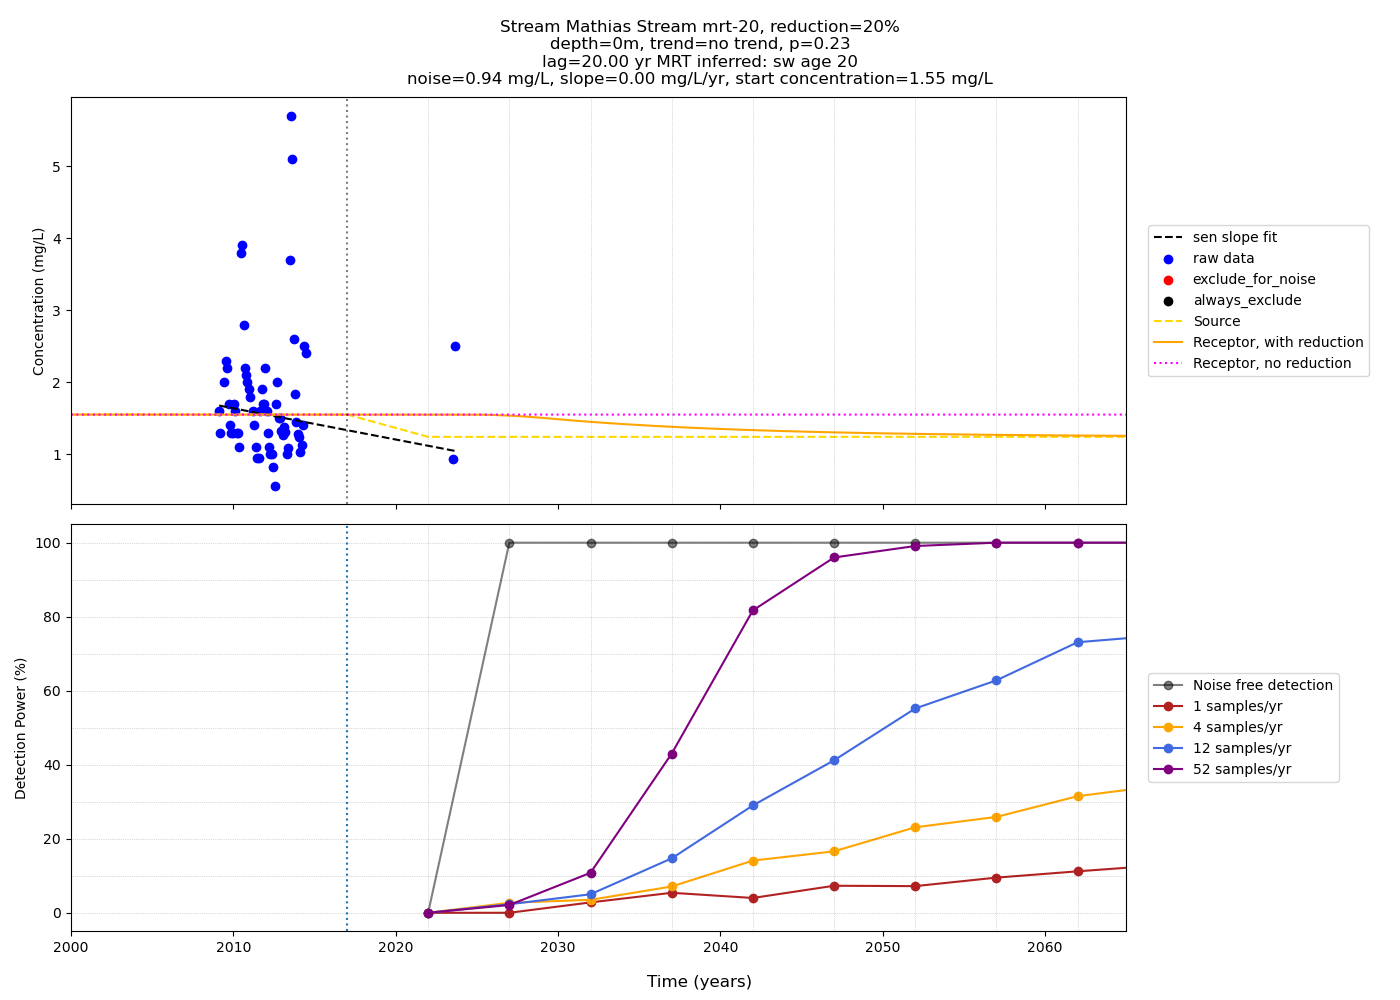 Stream Mathias Stream mrt-20, reduction=20%
depth=0m, trend=no trend, p=0.23
lag=20.00 yr MRT inferred: sw age 20
noise=0.94 mg/L, slope=0.00 mg/L/yr, start concentration=1.55 mg/L
Concentration (mg/L)
5
4
3
2
1
sen slope fit
raw data
exclude_for_noise
always_exclude
Source
Receptor, with reduction
Receptor, no reduction
Detection Power (%)
100
80
60
40
20
0
Noise free detection
1 samples/yr
4 samples/yr
12 samples/yr
52 samples/yr
2000 2010 2020 2030 2040 2050 2060
Time (years)